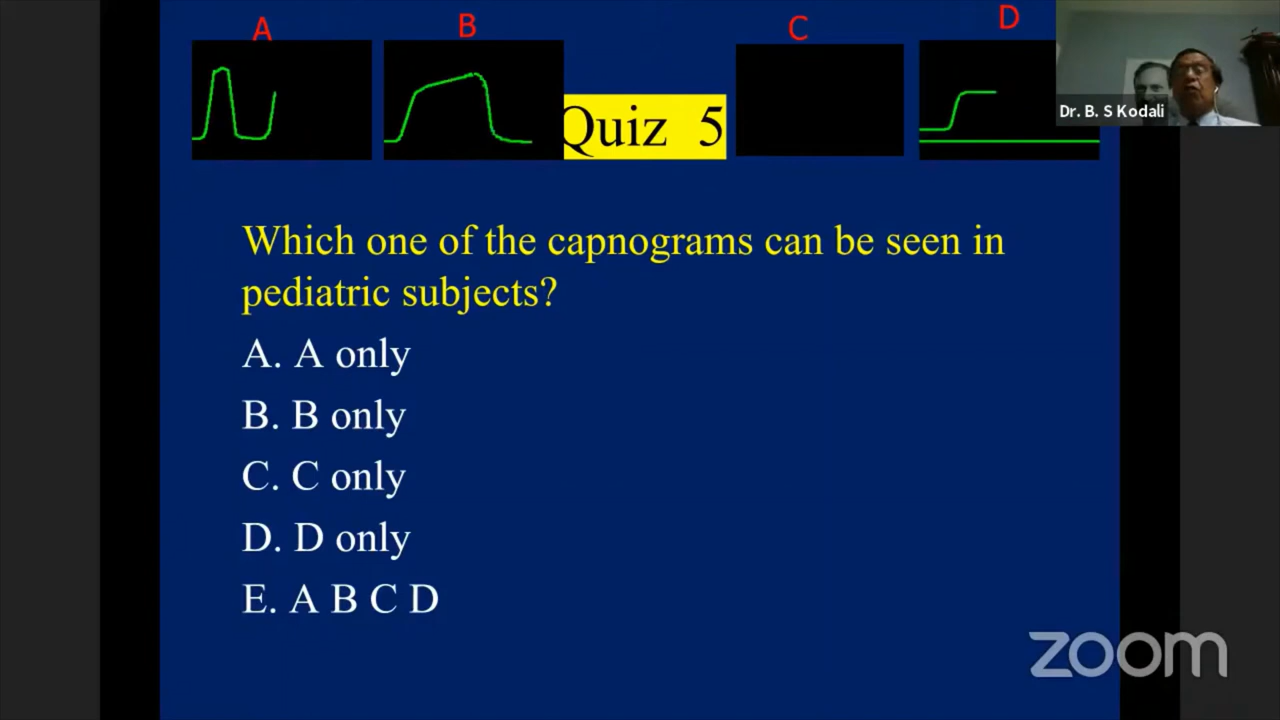 A
B
C
D
Quiz 5
Dr. B. S Kodali
Which one of the capnograms can be seen in
pediatric subjects?
A. A only
B. B only
C. C only
D. D only
E. A B C D
zoom